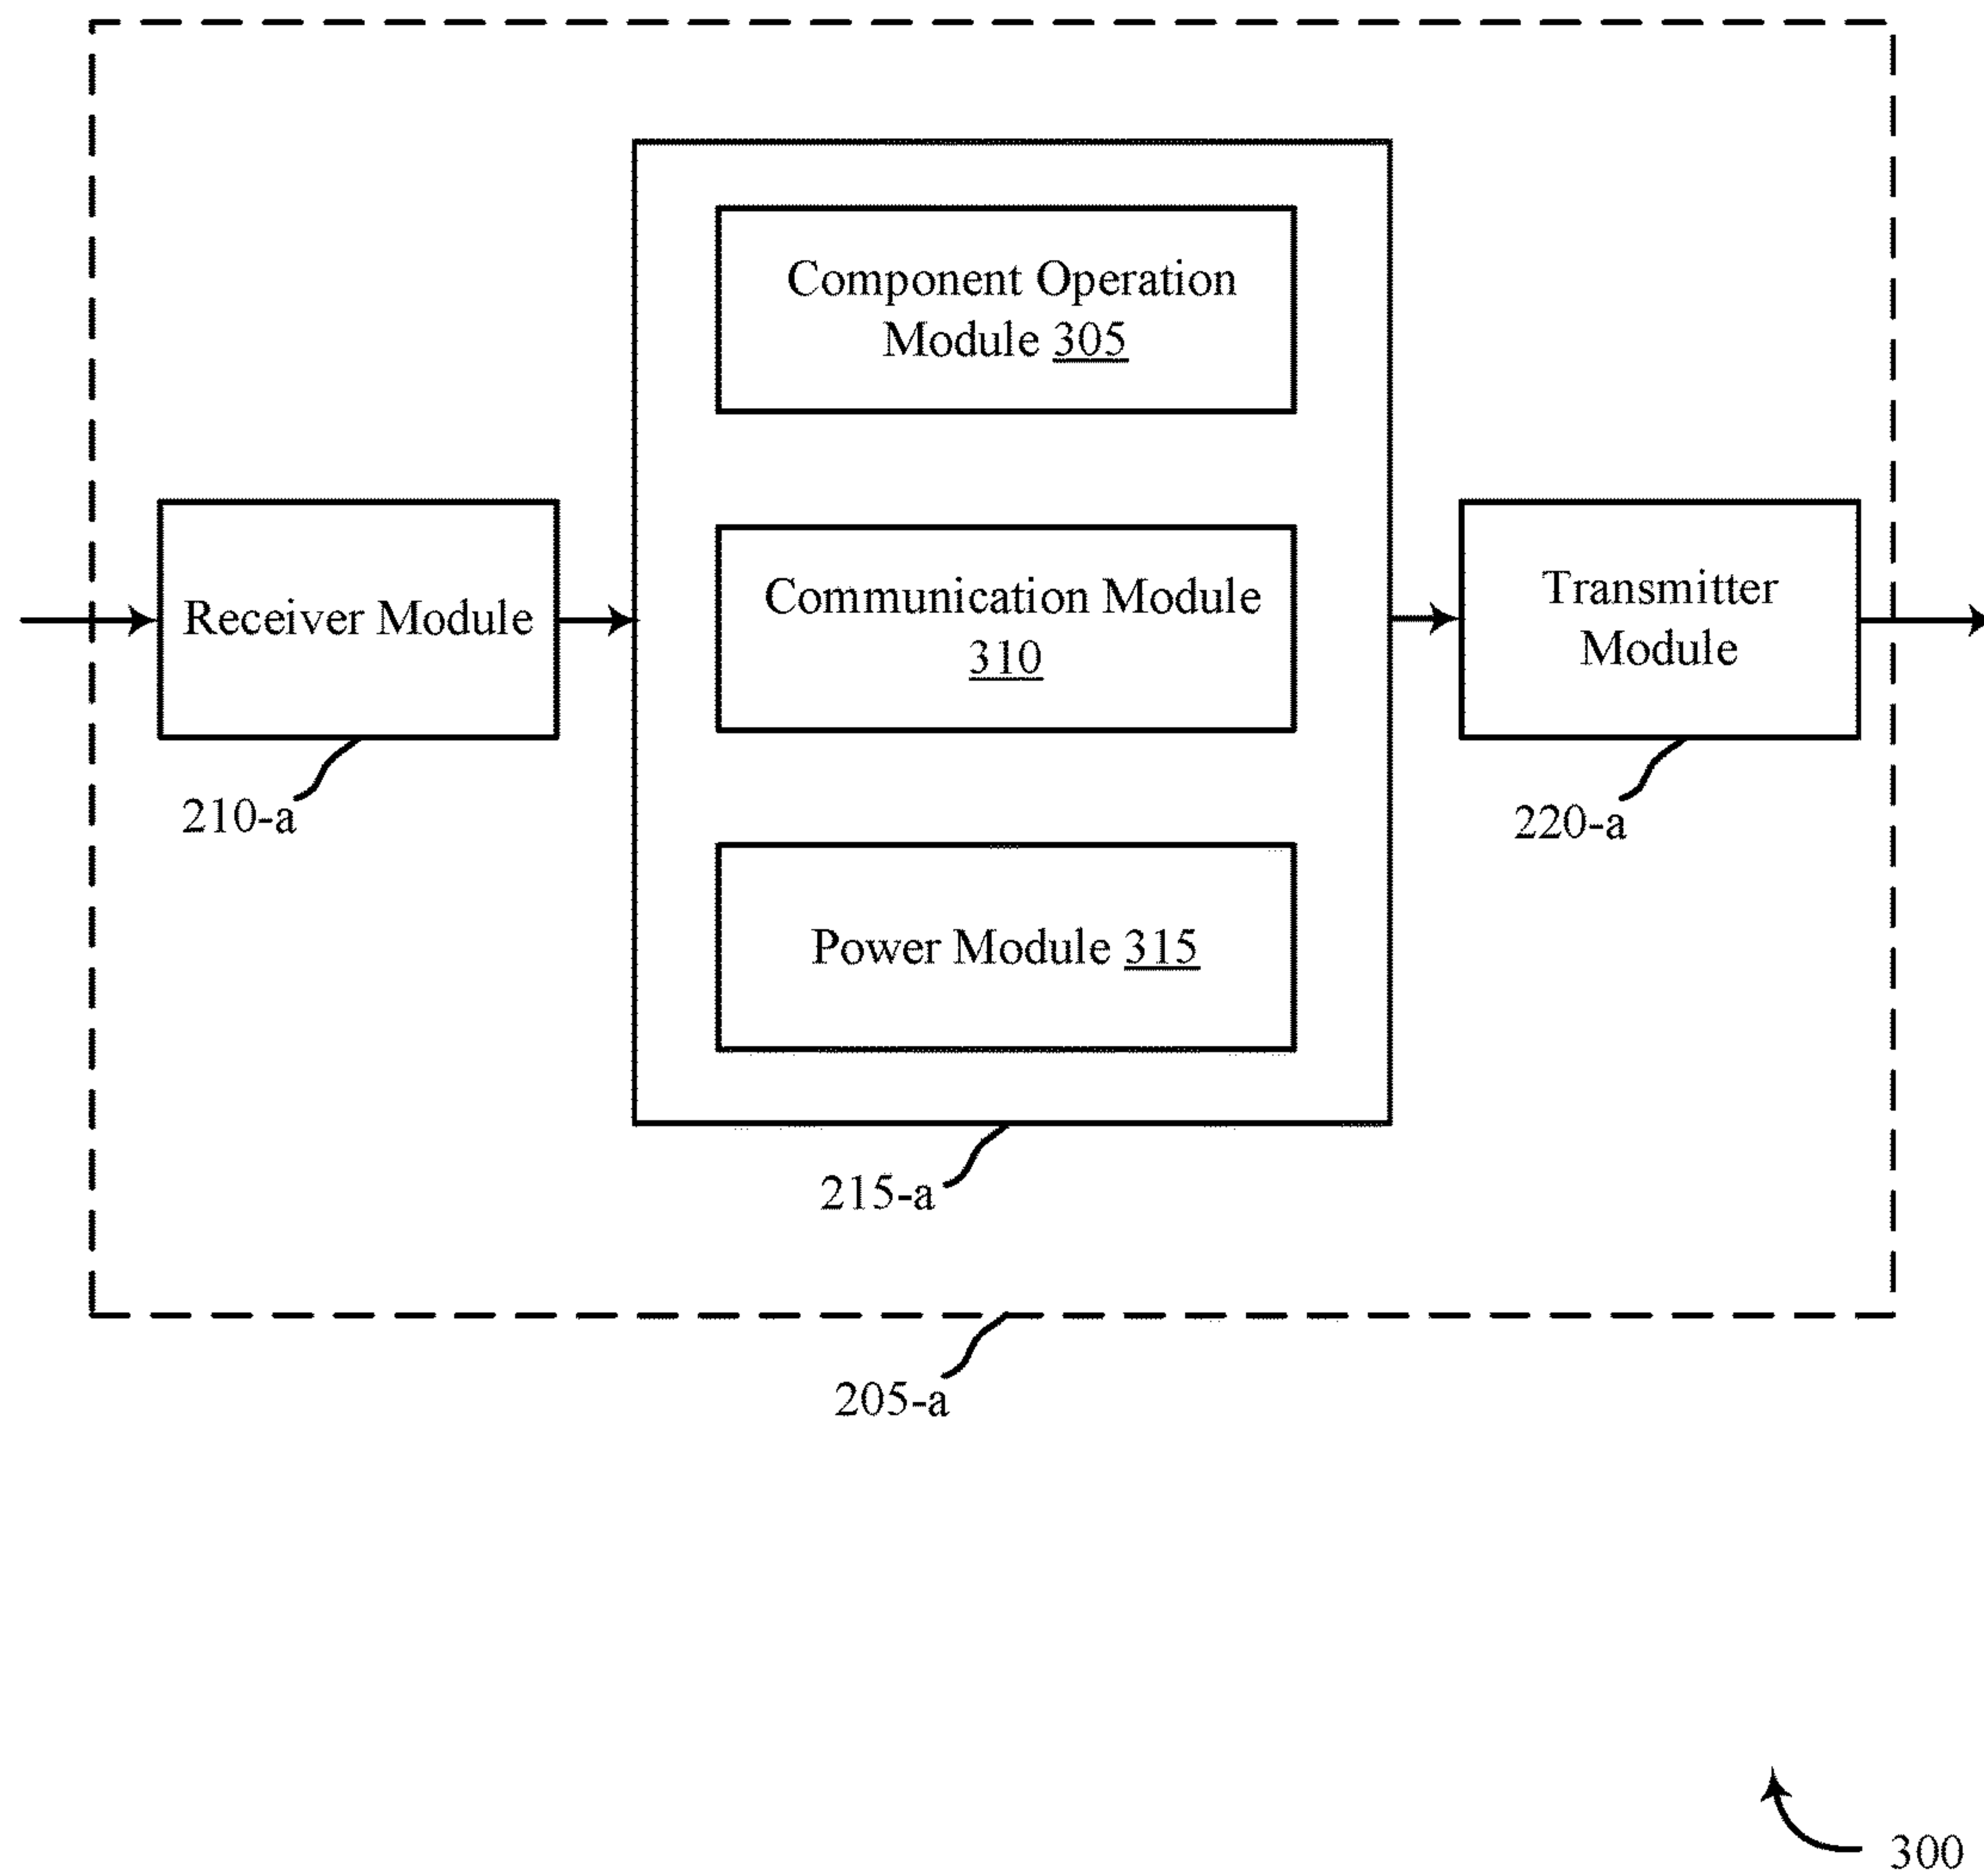 Component Operation
Module 305
Receiver Module
Communication Module
310
Transmitter
Module
210-a
220-a
Power Module 315
215-a
205-a
300